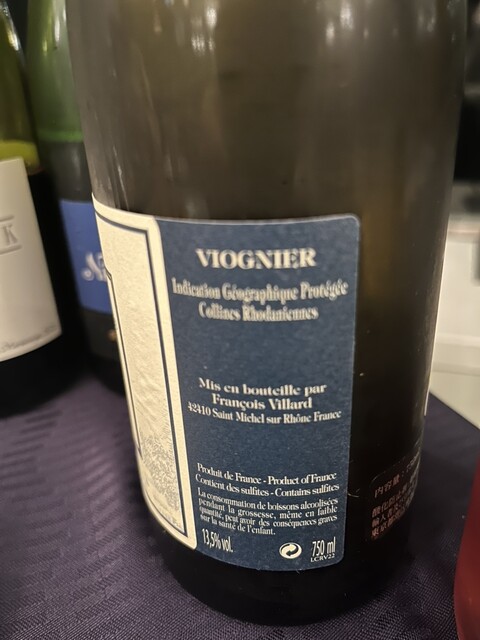 VIOGNIER
Indication Géographique Protégée
Collines Rhodaniennes
Mis en bouteille par
François Villard
42410 Saint Michel sur Rhône France
Produit de France - Product of France
Contient des sulfites - Contains sulfites
La consommation de boissons alcoolisées
pendant la grossesse, même en faible
quantité, peut avoir des conséquences graves
sur la santé de l'enfant.
13,5% vol.
750 ml
LCRV22
内容量
K